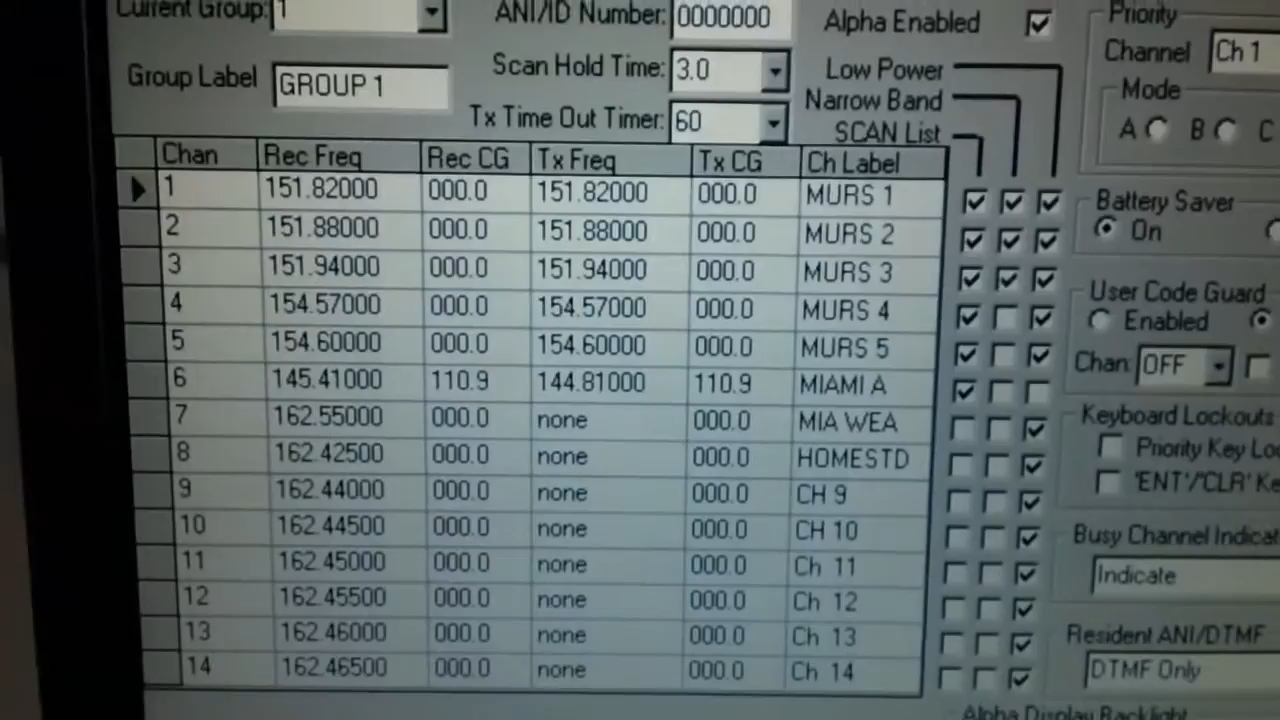 Current Group: 1 ANI/ID Number: 0000000 Alpha Enabled Priority
Channel Ch 1
Group Label GROUP 1 Scan Hold Time: 3.0 Low Power Mode
Narrow Band A B C
Tx Time Out Timer: 60 SCAN List
Chan Rec Freq Rec CG Tx Freq Tx CG Ch Label
1 151.82000 000.0 151.82000 000.0 MURS 1 Battery Saver
2 151.88000 000.0 151.88000 000.0 MURS 2 On
3 151.94000 000.0 151.94000 000.0 MURS 3
4 154.57000 000.0 154.57000 000.0 MURS 4 User Code Guard
Enabled
5 154.60000 000.0 154.60000 000.0 MURS 5 Chan: OFF
6 145.41000 110.9 144.81000 110.9 MIAMI A
7 162.55000 000.0 none 000.0 MIA WEA Keyboard Lockouts
8 162.42500 000.0 none 000.0 HOMESTD Priority Key
9 162.44000 000.0 none 000.0 CH 9 'ENT'/'CLR'
10 162.44500 000.0 none 000.0 CH 10 Busy Channel
11 162.45000 000.0 none 000.0 Ch 11 Indicate
12 162.45500 000.0 none 000.0 Ch 12
13 162.46000 000.0 none 000.0 Ch 13 Resident ANI/DTMF
14 162.46500 000.0 none 000.0 Ch 14 DTMF Only
Alpha Display Backlight